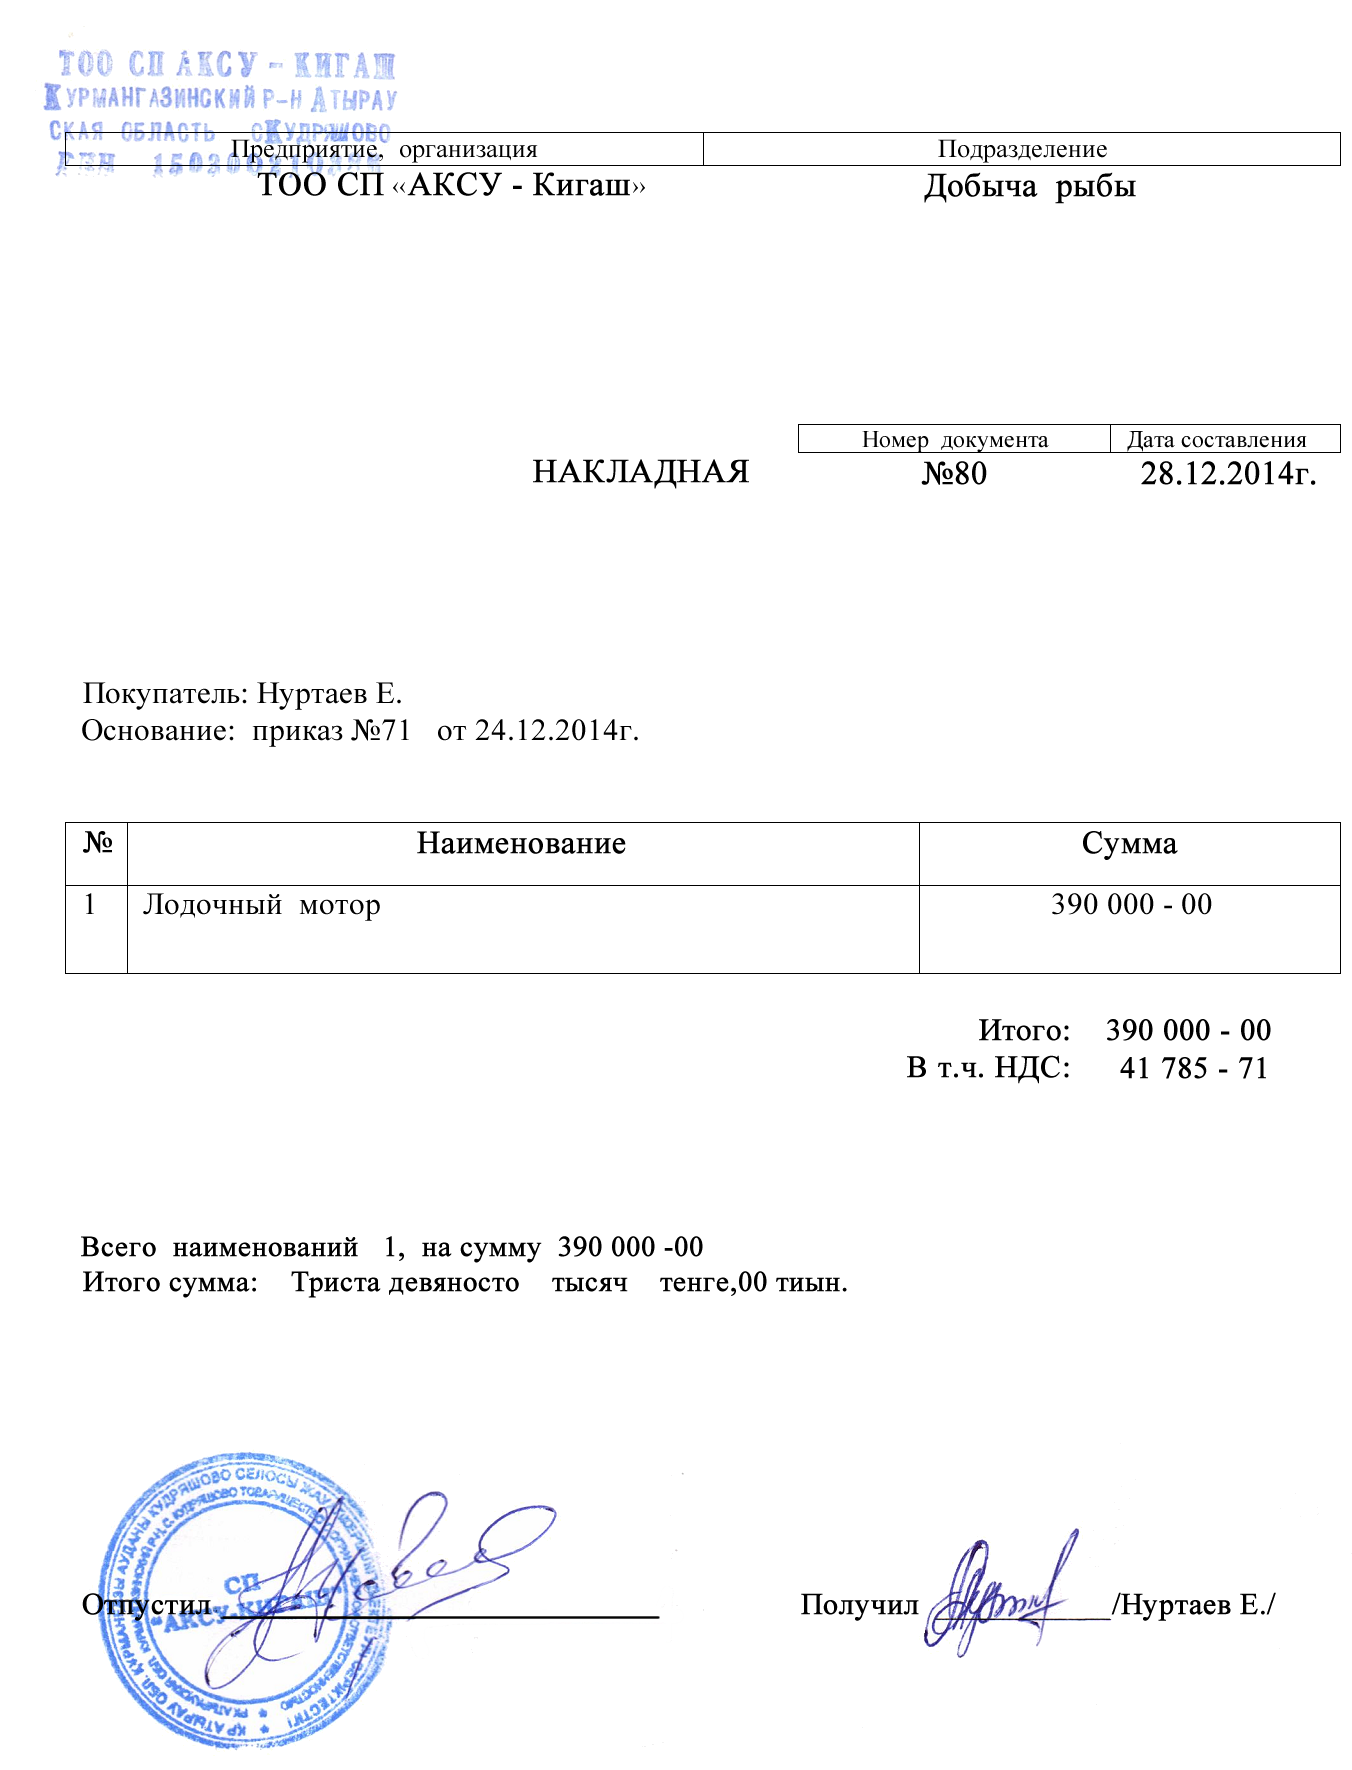 ТОО СП АКСУ - КИГАШ
КУРМАНГАЗИНСКИЙ Р-Н АТЫРАУ
СКАЯ ОБЛАСТЬ С КУДРЯШОВО
Предприятие, организация Подразделение
ТОО СП «АКСУ - Кигаш» Добыча рыбы
Номер документа Дата составления
НАКЛАДНАЯ №80 28.12.2014г.
Покупатель: Нуртаев Е.
Основание: приказ №71 от 24.12.2014г.
№ Наименование Сумма
1 Лодочный мотор 390 000 - 00
Итого: 390 000 - 00
В т.ч. НДС: 41 785 - 71
Всего наименований 1, на сумму 390 000 -00
Итого сумма: Триста девяносто тысяч тенге,00 тиын.
СП
"АКСУ-КИГАШ"
Отпустил Получил /Нуртаев Е./